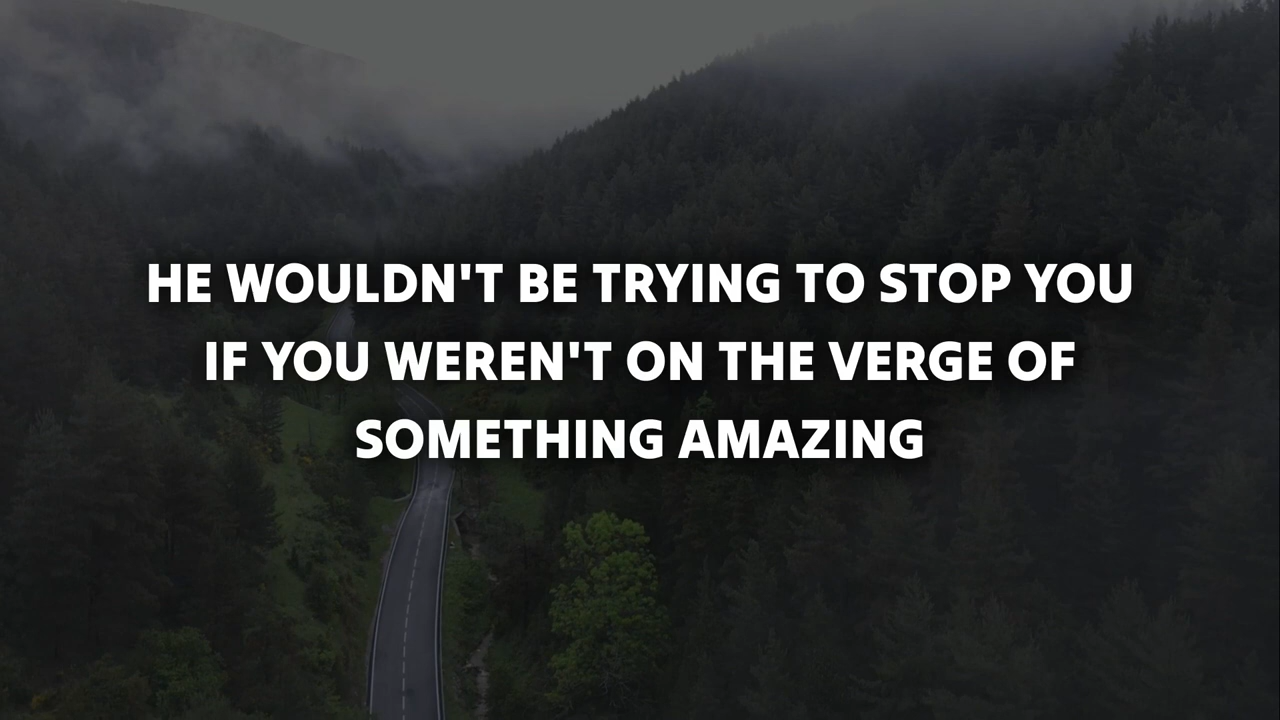 HE WOULDN'T BE TRYING TO STOP YOU
IF YOU WEREN'T ON THE VERGE OF
SOMETHING AMAZING